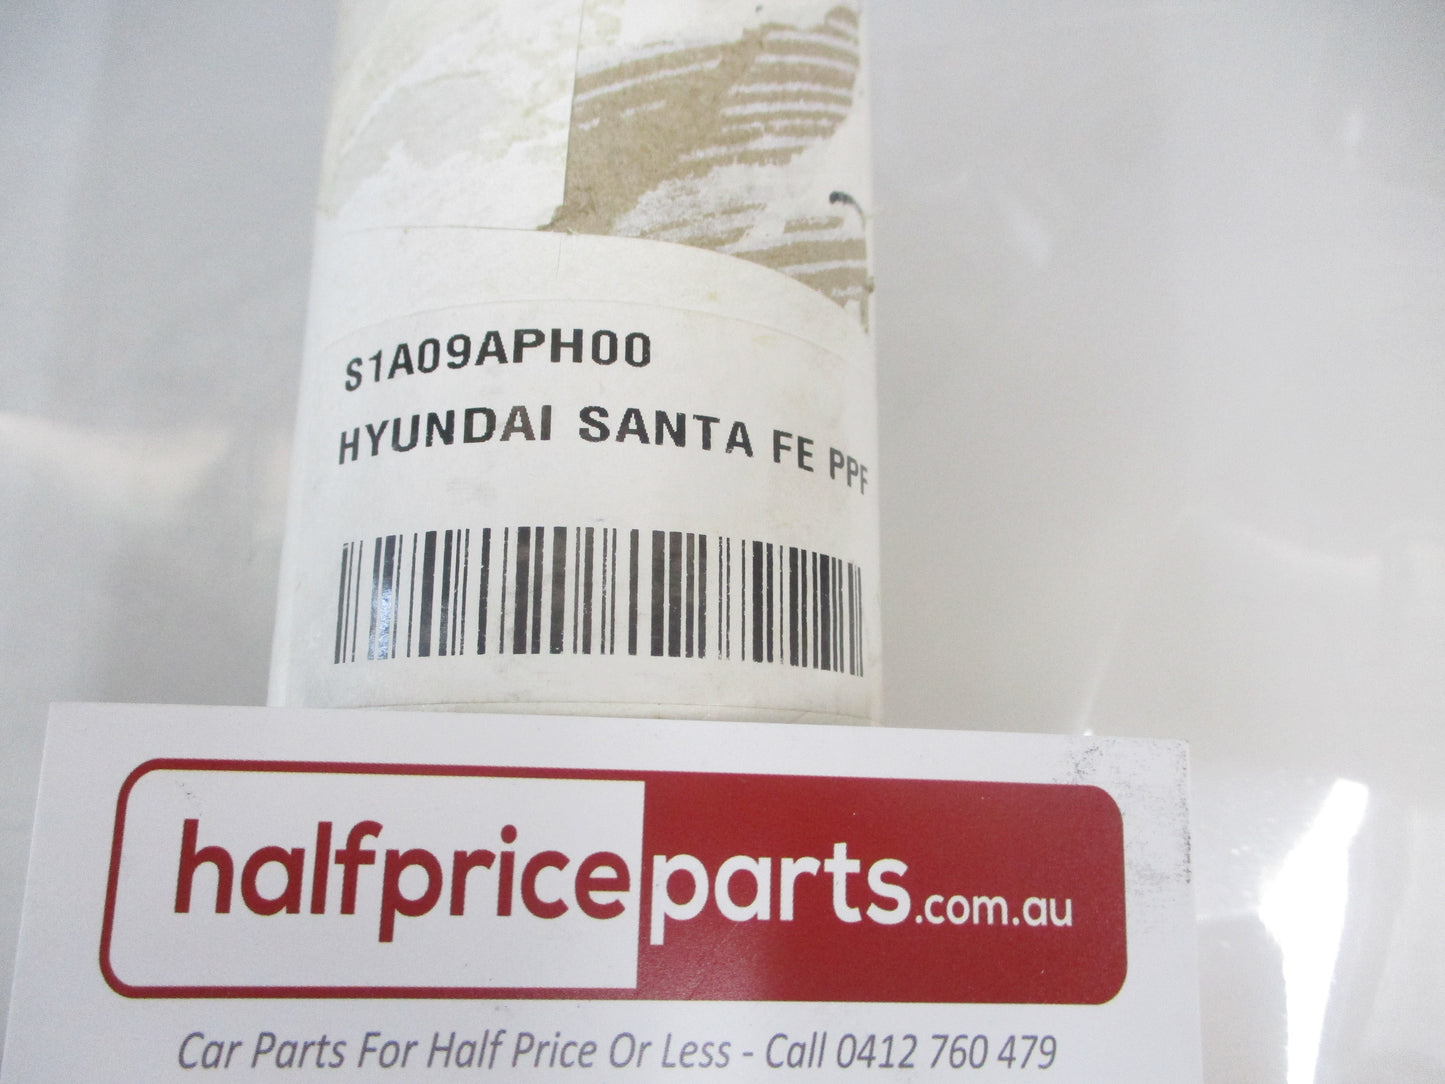 S1A09APH00
HYUNDAI SANTA FE PPF
halfpriceparts.com.au
Car Parts For Half Price Or Less - Call 0412 760 479